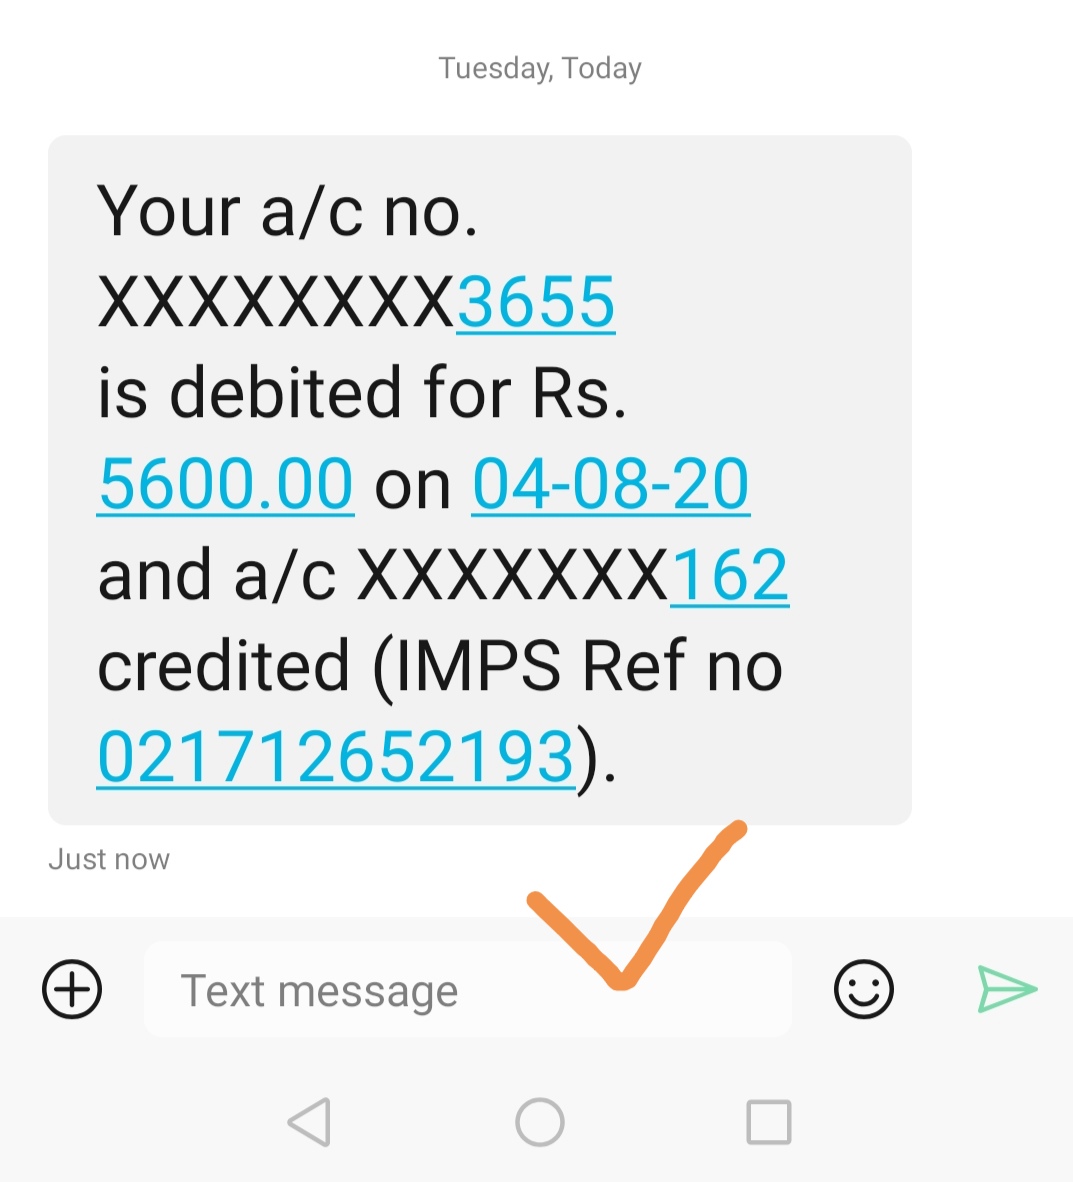 Tuesday, Today
Your a/c no.
XXXXXXXX3655
is debited for Rs.
5600.00 on 04-08-20
and a/c XXXXXXX162
credited (IMPS Ref no
021712652193).
Just now
Text message